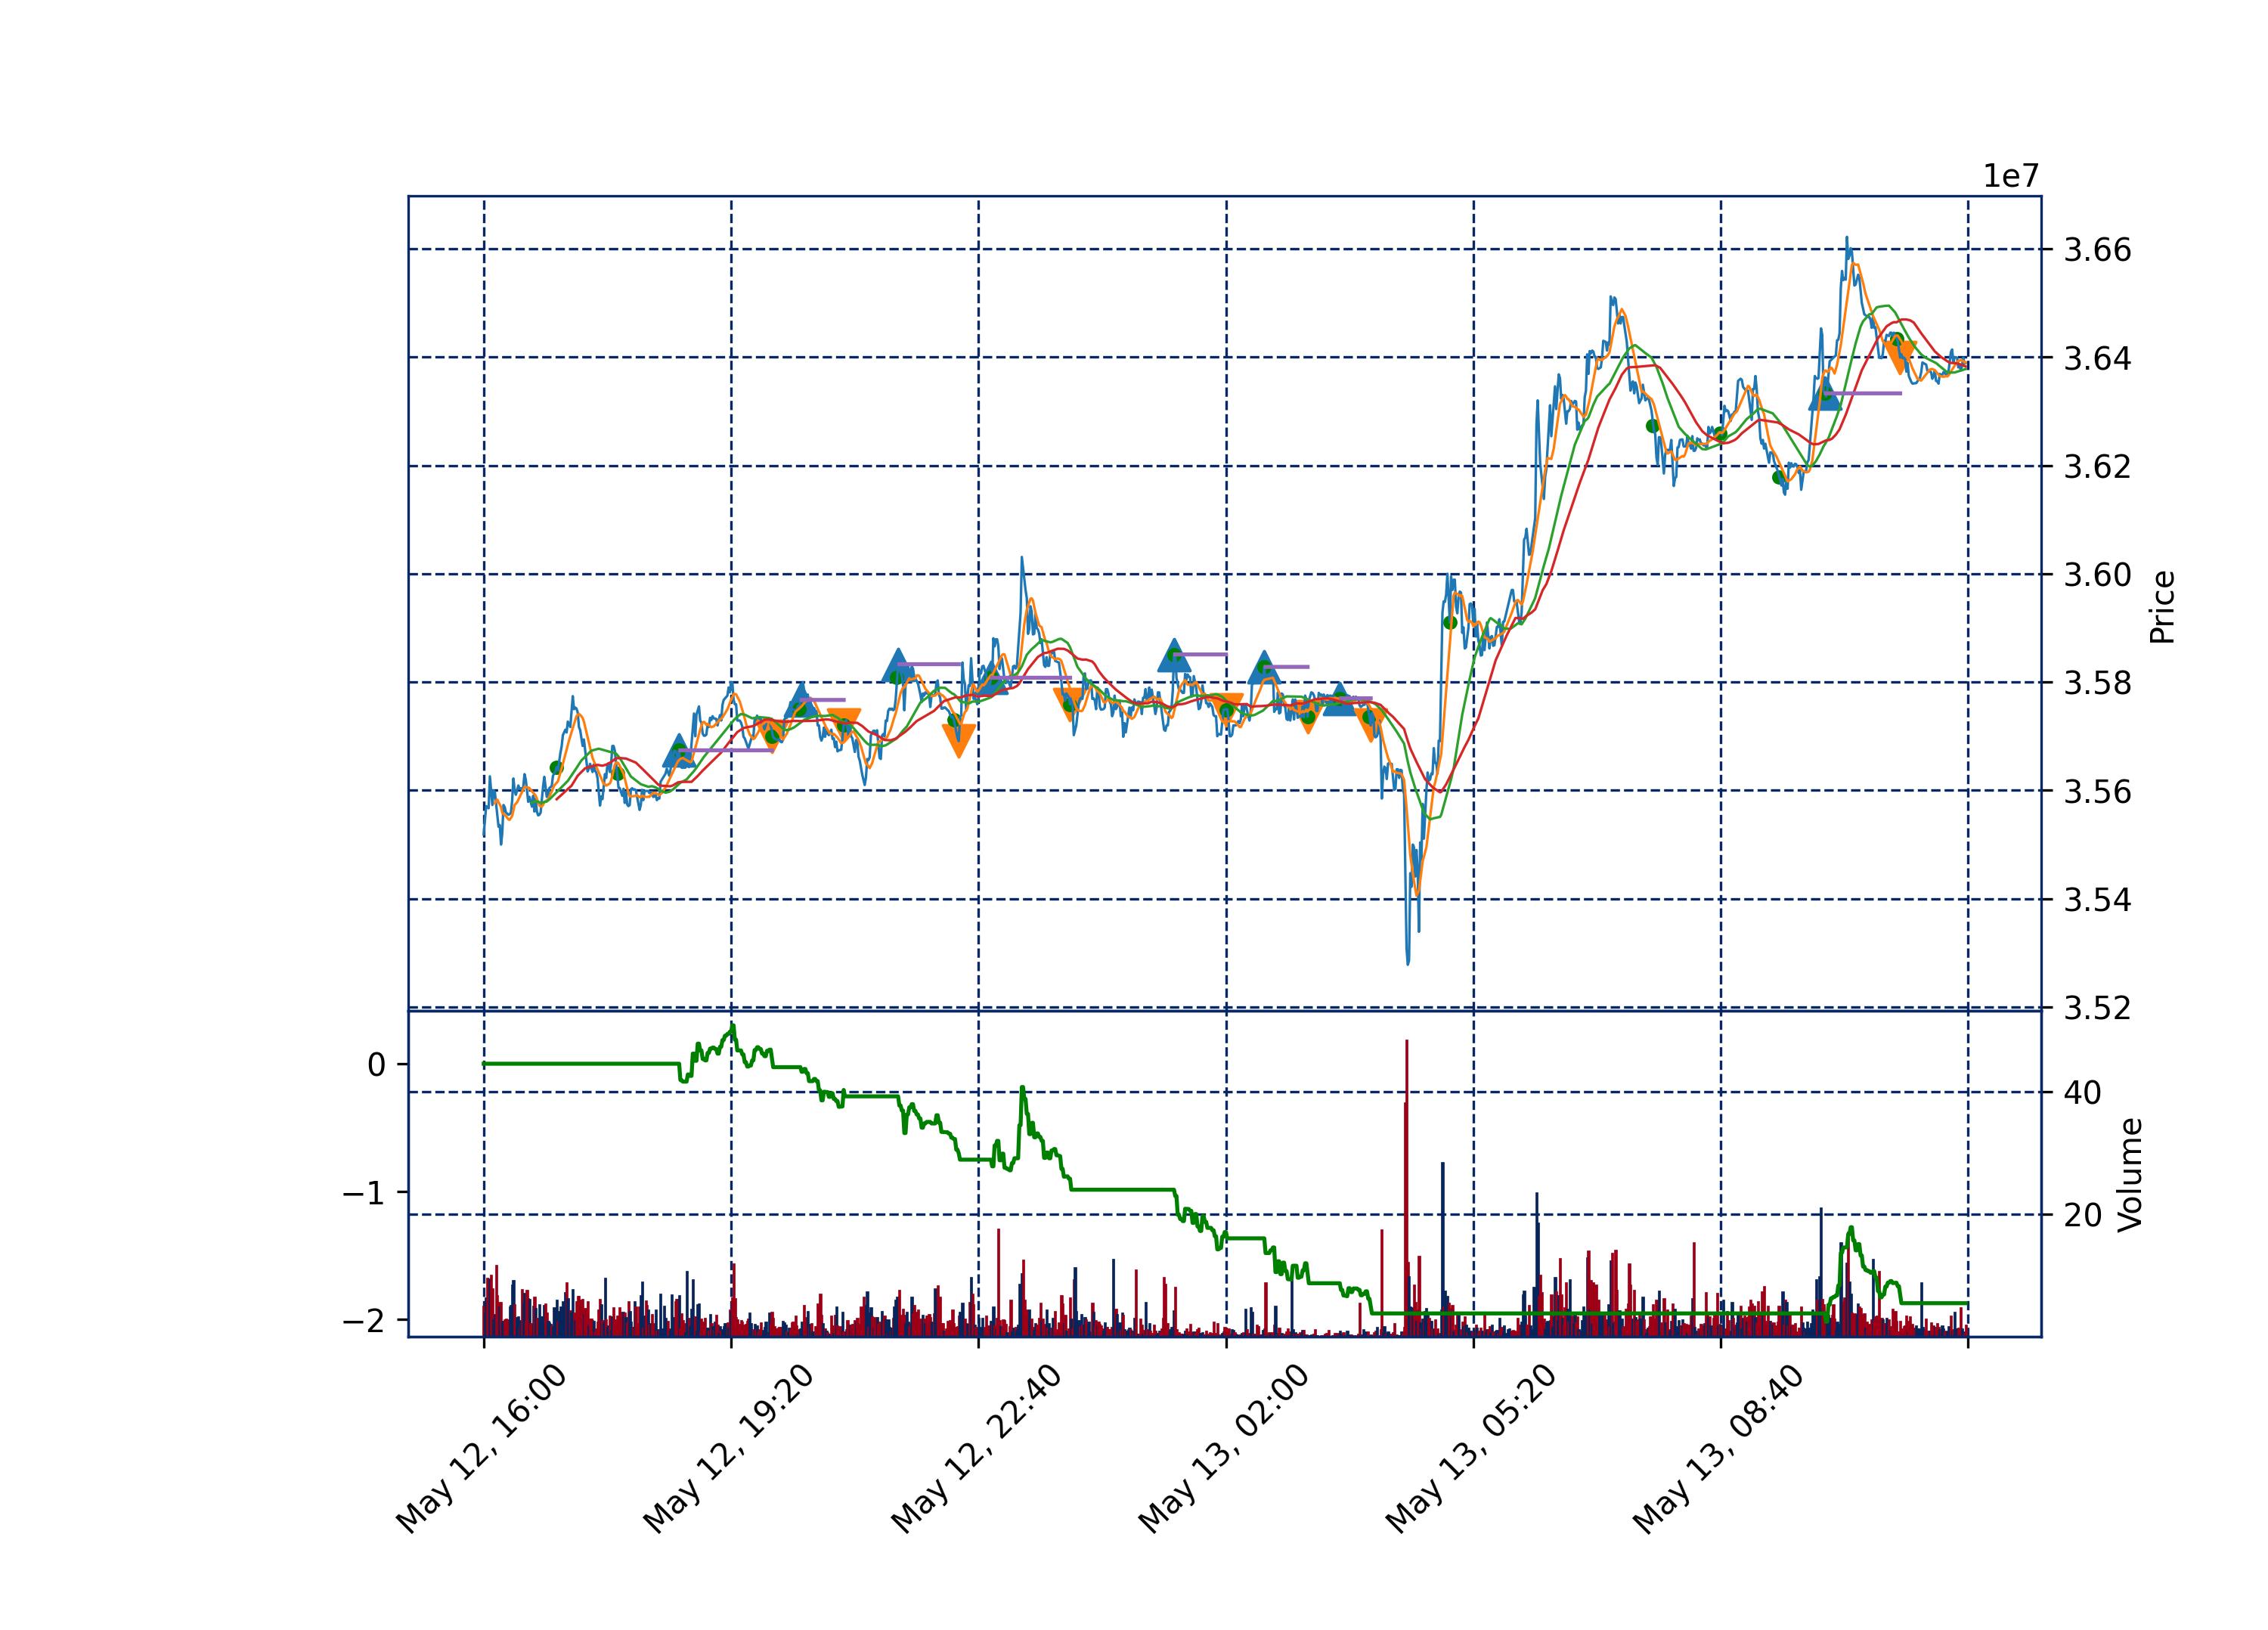 1e7
3.66
3.64
3.62
3.60
3.58
3.56
3.54
3.52
Price
0
−1
−2
40
20
Volume
May 12, 16:00
May 12, 19:20
May 12, 22:40
May 13, 02:00
May 13, 05:20
May 13, 08:40